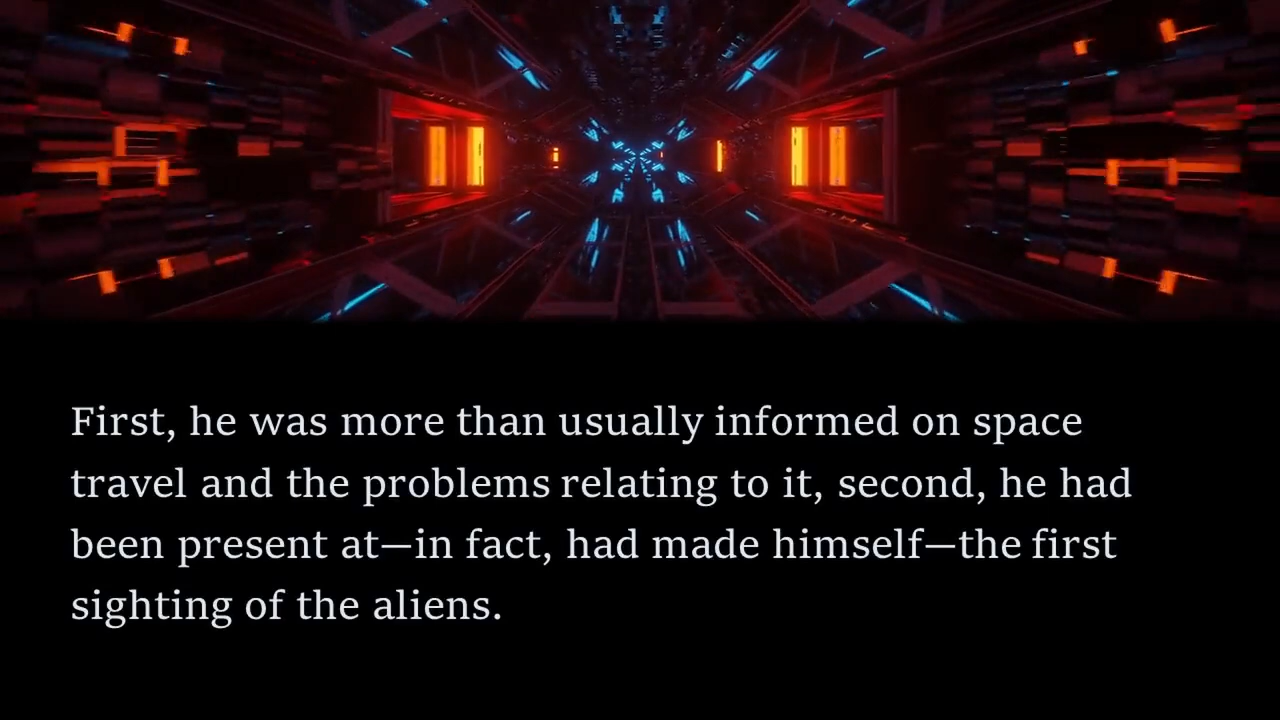 First, he was more than usually informed on space
travel and the problems relating to it, second, he had
been present at—in fact, had made himself—the first
sighting of the aliens.